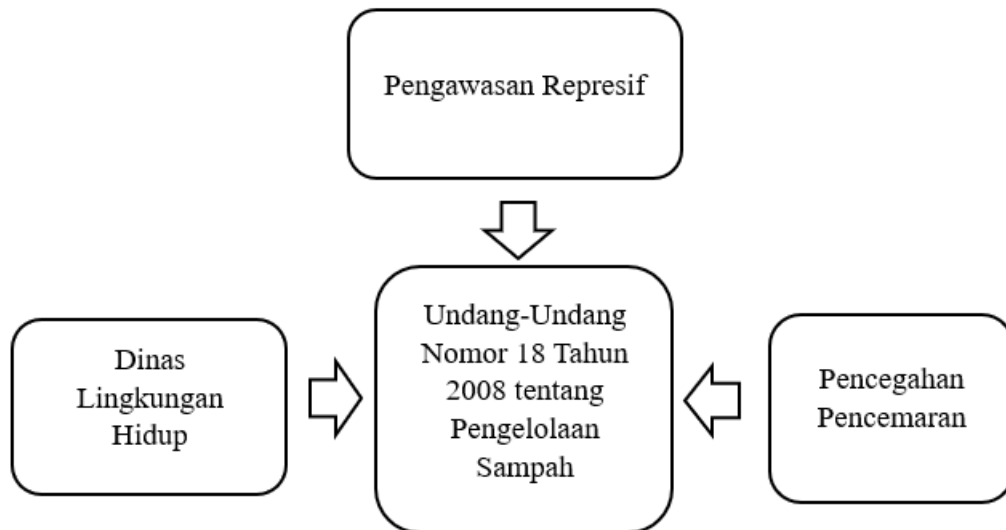 Pengawasan Represif
Dinas
Lingkungan
Hidup
Undang-Undang
Nomor 18 Tahun
2008 tentang
Pengelolaan
Sampah
Pencegahan
Pencemaran